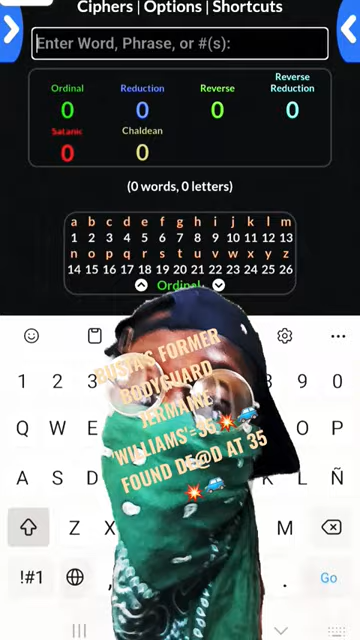 Ciphers | Options | Shortcuts
Enter Word, Phrase, or #(s):
Ordinal Reduction Reverse Reverse Reduction
0 0 0 0
Satanic Chaldean
0 0
(0 words, 0 letters)
a b c d e f g h i j k l m
1 2 3 4 5 6 7 8 9 10 11 12 13
n o p q r s t u v w x y z
14 15 16 17 18 19 20 21 22 23 24 25 26
Ordinal
1 2 3 9 0
BUSTA'S FORMER
BODYGUARD
JERMAINE
WILLIAMS'=35💥🚙
FOUND DE@D AT 35
💥🚙
Q W E O P
A S D K L Ñ
Z X M
!#1 , . Go